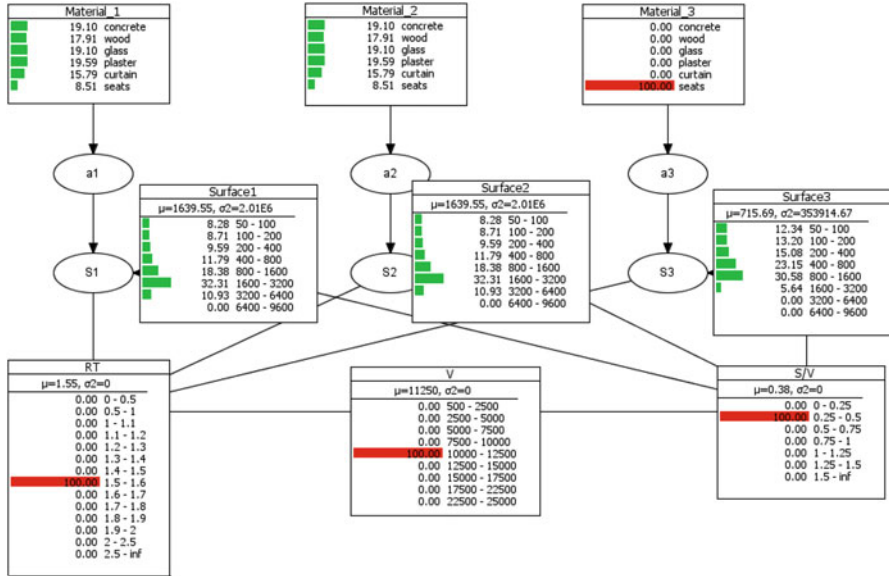 Material_1
19.10 concrete
17.91 wood
19.10 glass
19.59 plaster
15.79 curtain
8.51 seats
Material_2
19.10 concrete
17.91 wood
19.10 glass
19.59 plaster
15.79 curtain
8.51 seats
Material_3
0.00 concrete
0.00 wood
0.00 glass
0.00 plaster
0.00 curtain
100.00 seats
a1
a2
a3
Surface1
μ=1639.55, σ2=2.01E6
8.28 50 - 100
8.71 100 - 200
9.59 200 - 400
11.79 400 - 800
18.38 800 - 1600
32.31 1600 - 3200
10.93 3200 - 6400
0.00 6400 - 9600
Surface2
μ=1639.55, σ2=2.01E6
8.28 50 - 100
8.71 100 - 200
9.59 200 - 400
11.79 400 - 800
18.38 800 - 1600
32.31 1600 - 3200
10.93 3200 - 6400
0.00 6400 - 9600
Surface3
μ=715.69, σ2=353914.67
12.34 50 - 100
13.20 100 - 200
15.08 200 - 400
23.15 400 - 800
30.58 800 - 1600
5.64 1600 - 3200
0.00 3200 - 6400
0.00 6400 - 9600
S1
S2
S3
RT
μ=1.55, σ2=0
0.00 0 - 0.5
0.00 0.5 - 1
0.00 1 - 1.1
0.00 1.1 - 1.2
0.00 1.2 - 1.3
0.00 1.3 - 1.4
0.00 1.4 - 1.5
100.00 1.5 - 1.6
0.00 1.6 - 1.7
0.00 1.7 - 1.8
0.00 1.8 - 1.9
0.00 1.9 - 2
0.00 2 - 2.5
0.00 2.5 - inf
V
μ=11250, σ2=0
0.00 500 - 2500
0.00 2500 - 5000
0.00 5000 - 7500
0.00 7500 - 10000
100.00 10000 - 12500
0.00 12500 - 15000
0.00 15000 - 17500
0.00 17500 - 22500
0.00 22500 - 25000
S/V
μ=0.38, σ2=0
0.00 0 - 0.25
100.00 0.25 - 0.5
0.00 0.5 - 0.75
0.00 0.75 - 1
0.00 1 - 1.25
0.00 1.25 - 1.5
0.00 1.5 - inf